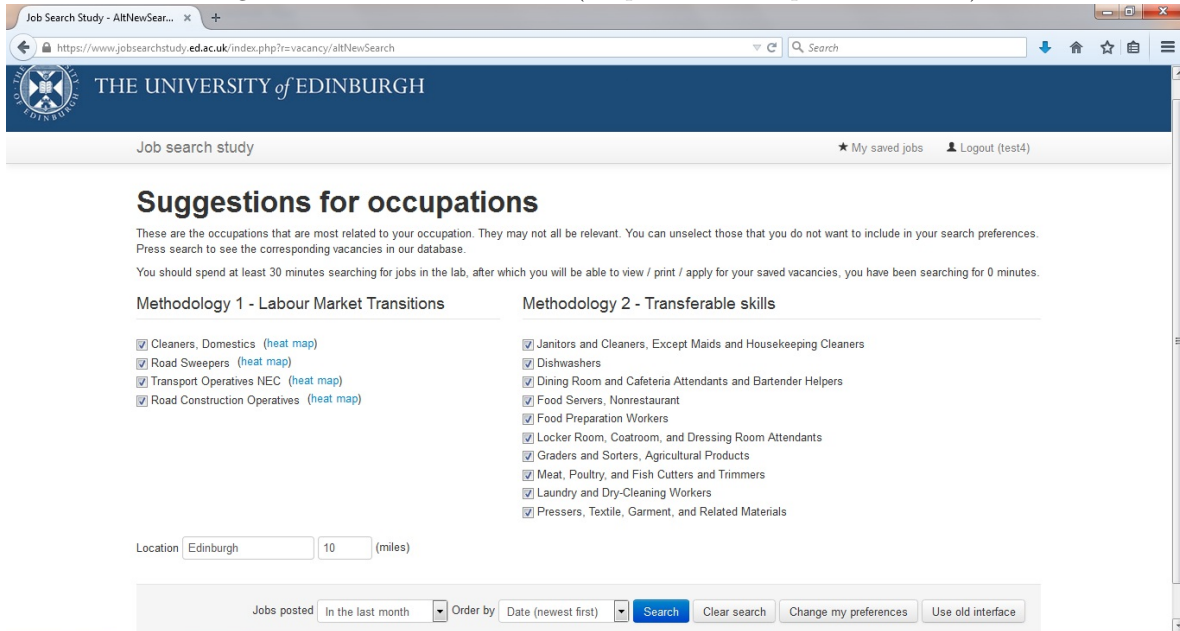 Job Search Study - AltNewSear...
https://www.jobsearchstudy.ed.ac.uk/index.php?r=vacancy/altNewSearch
Search
THE UNIVERSITY of EDINBURGH
Job search study
My saved jobs
Logout (test4)
Suggestions for occupations
These are the occupations that are most related to your occupation. They may not all be relevant. You can unselect those that you do not want to include in your search preferences.
Press search to see the corresponding vacancies in our database.
You should spend at least 30 minutes searching for jobs in the lab, after which you will be able to view / print / apply for your saved vacancies, you have been searching for 0 minutes.
Methodology 1 - Labour Market Transitions
Cleaners, Domestics (heat map)
Road Sweepers (heat map)
Transport Operatives NEC (heat map)
Road Construction Operatives (heat map)
Methodology 2 - Transferable skills
Janitors and Cleaners, Except Maids and Housekeeping Cleaners
Dishwashers
Dining Room and Cafeteria Attendants and Bartender Helpers
Food Servers, Nonrestaurant
Food Preparation Workers
Locker Room, Coatroom, and Dressing Room Attendants
Graders and Sorters, Agricultural Products
Meat, Poultry, and Fish Cutters and Trimmers
Laundry and Dry-Cleaning Workers
Pressers, Textile, Garment, and Related Materials
Location Edinburgh 10 (miles)
Jobs posted In the last month Order by Date (newest first) Search Clear search Change my preferences Use old interface